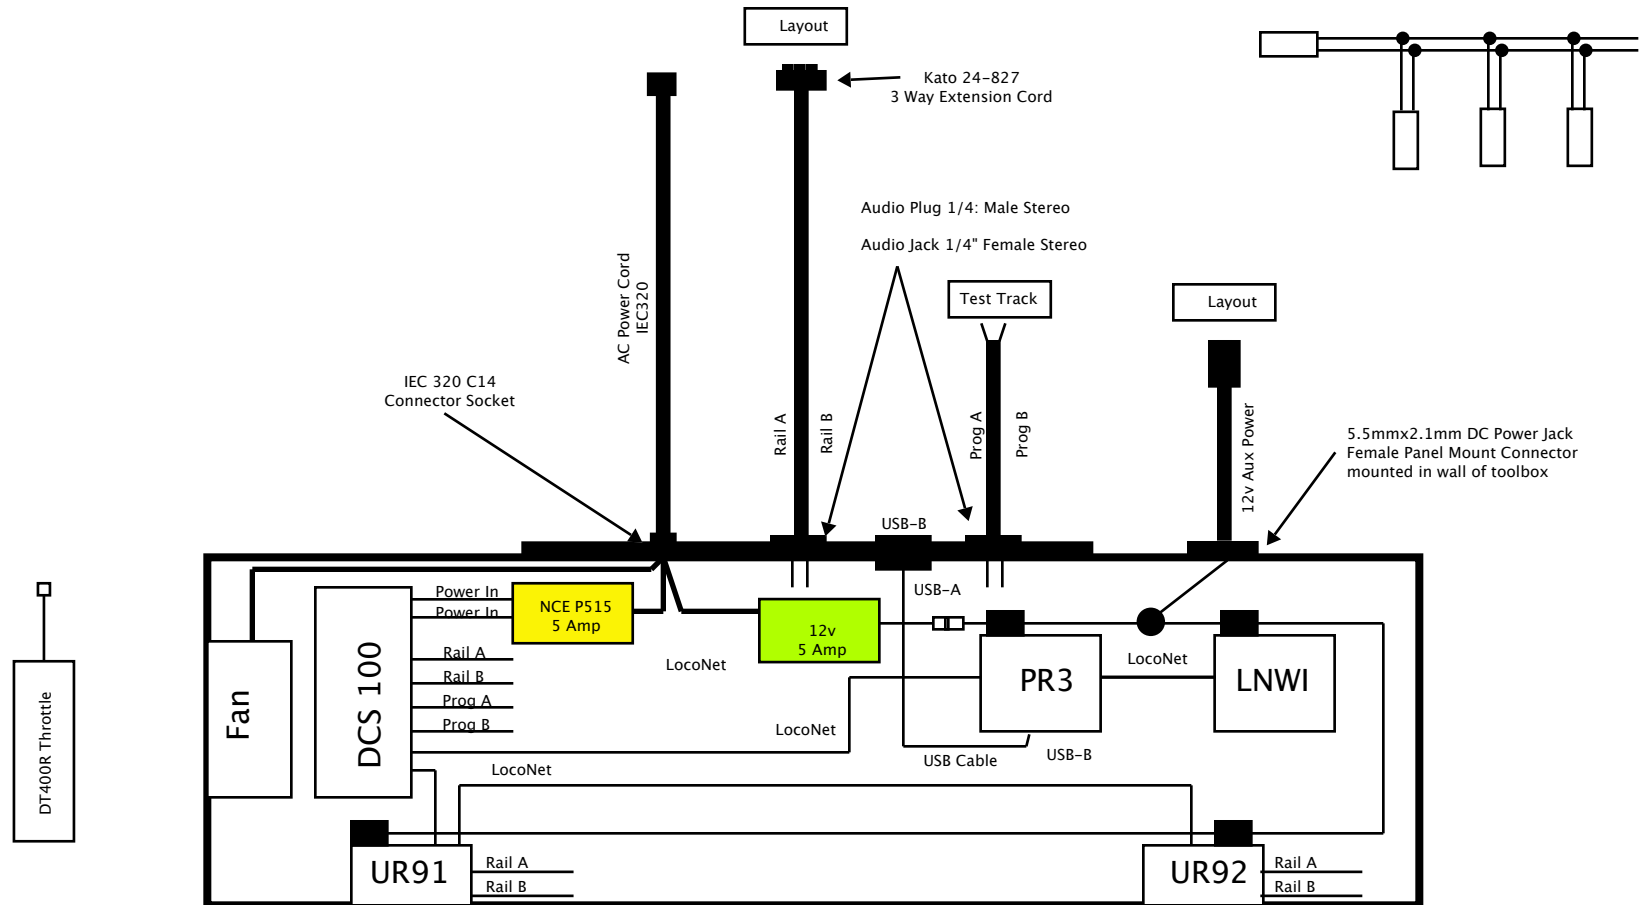 Layout
Kato 24-827
3 Way Extension Cord
Audio Plug 1/4: Male Stereo
Audio Jack 1/4" Female Stereo
AC Power Cord
IEC320
Test Track
Layout
IEC 320 C14
Connector Socket
Rail A
Rail B
Prog A
Prog B
12v Aux Power
5.5mmx2.1mm DC Power Jack
Female Panel Mount Connector
mounted in wall of toolbox
USB-B
USB-A
Power In
Power In
NCE P515
5 Amp
12v
5 Amp
Rail A
Rail B
Prog A
Prog B
LocoNet
LocoNet
LocoNet
PR3
LNWI
Fan
DCS 100
DT400R Throttle
USB Cable
USB-B
LocoNet
UR91
Rail A
Rail B
UR92
Rail A
Rail B